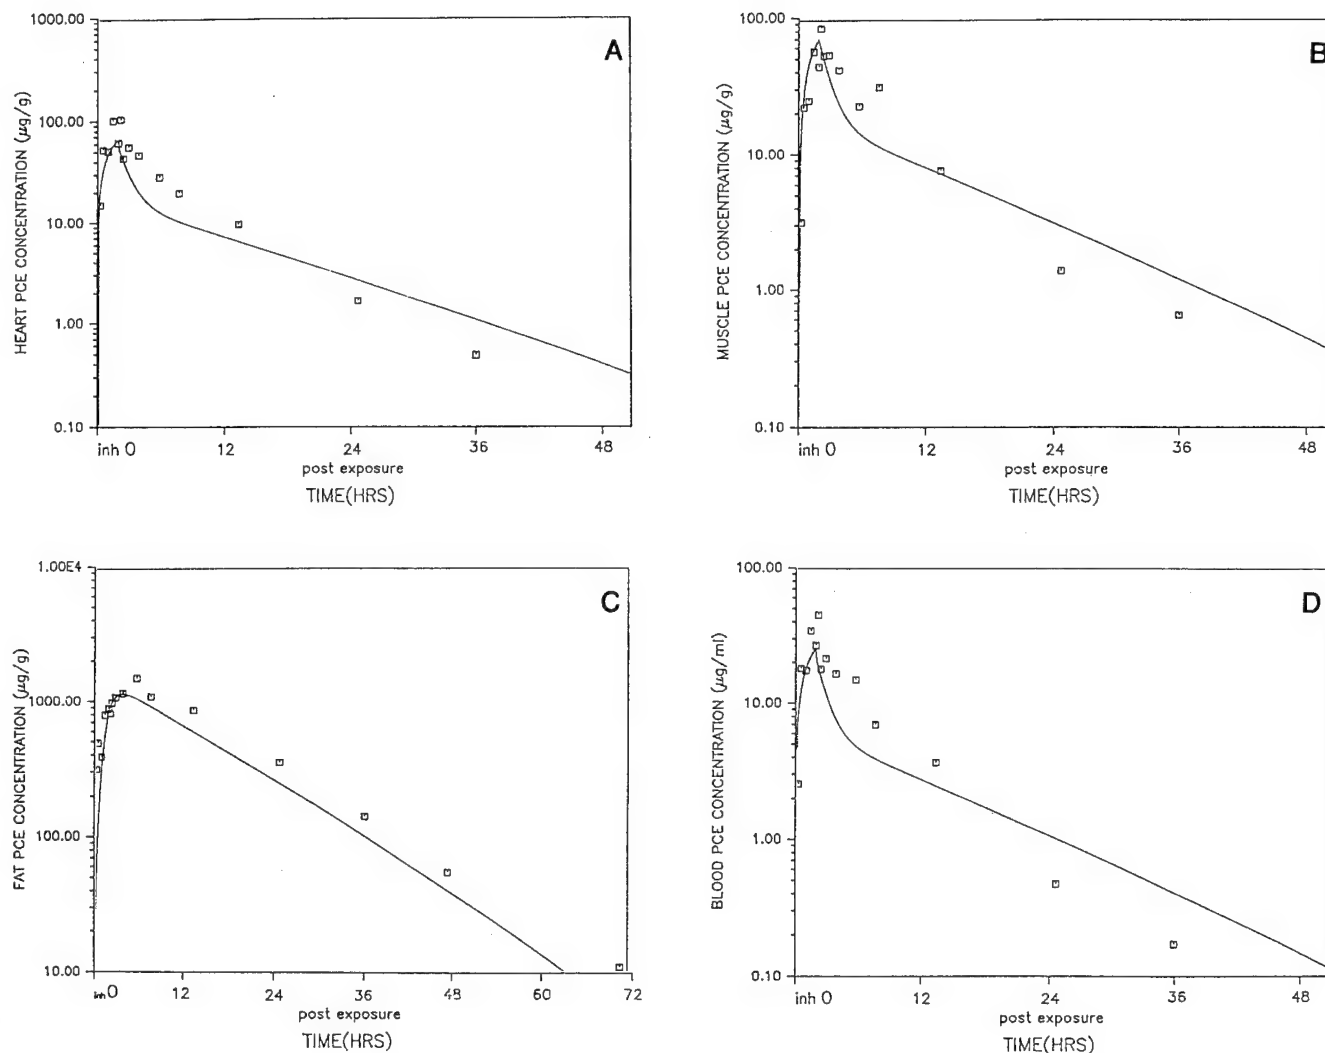 A
HEART PCE CONCENTRATION (µg/g)
1000.00
100.00
10.00
1.00
0.10
inh 0 12 24 36 48
post exposure
TIME(HRS)
B
MUSCLE PCE CONCENTRATION (µg/g)
100.00
10.00
1.00
0.10
inh 0 12 24 36 48
post exposure
TIME(HRS)
C
FAT PCE CONCENTRATION (µg/g)
1.00E4
1000.00
100.00
10.00
inh 0 12 24 36 48 60 72
post exposure
TIME(HRS)
D
BLOOD PCE CONCENTRATION (µg/ml)
100.00
10.00
1.00
0.10
inh 0 12 24 36 48
post exposure
TIME(HRS)